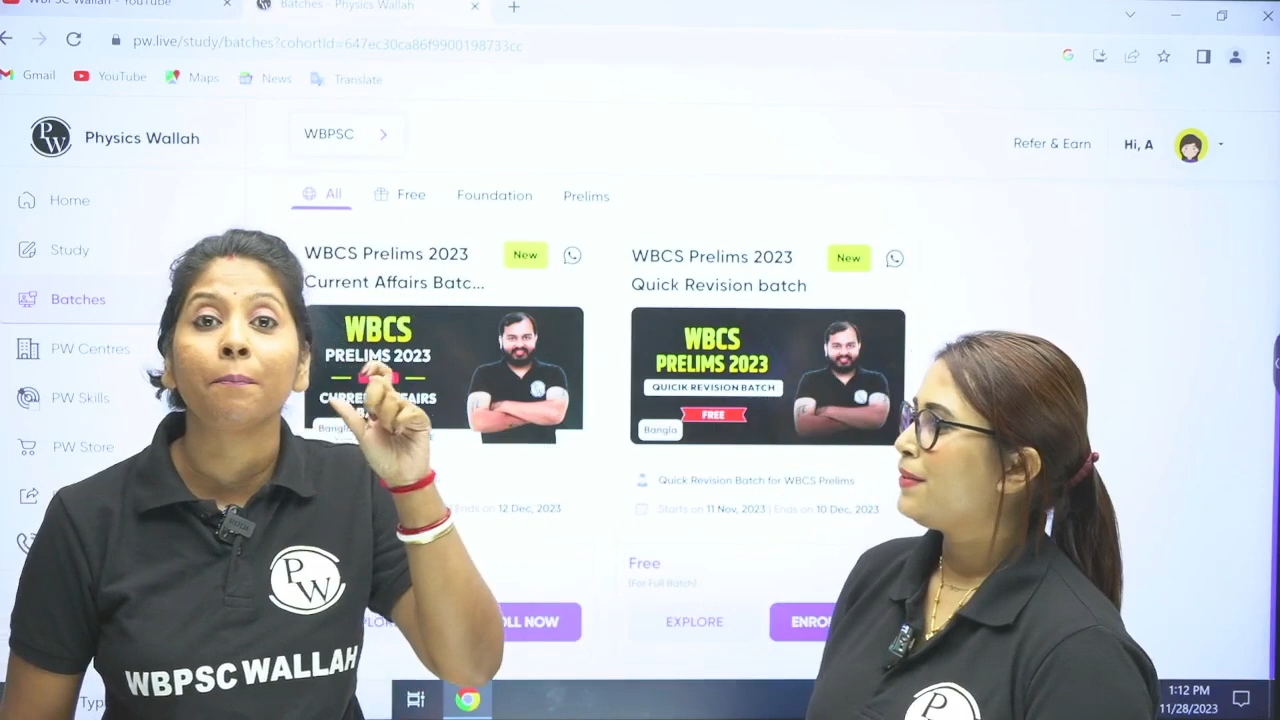 WBPSC Wallah - YouTube
Batches - Physics Wallah
pw.live/study/batches?cohortId=647ec30ca86f9900198733cc
Gmail
YouTube
Maps
News
Translate
PW
Physics Wallah
WBPSC
Refer & Earn
Hi, A
Home
Study
Batches
PW Centres
PW Skills
PW Store
All
Free
Foundation
Prelims
WBCS Prelims 2023
Current Affairs Batc...
New
WBCS
PRELIMS 2023
Ends on 12 Dec, 2023
WBCS Prelims 2023
Quick Revision batch
New
WBCS
PRELIMS 2023
QUICIK REVISION BATCH
FREE
Bangla
Quick Revision Batch for WBCS Prelims
Starts on 11 Nov, 2023 | Ends on 10 Dec, 2023
Free
(For Full Batch)
EXPLORE
NOW
PW
WBPSC WALLAH
PW
1:12 PM
11/28/2023